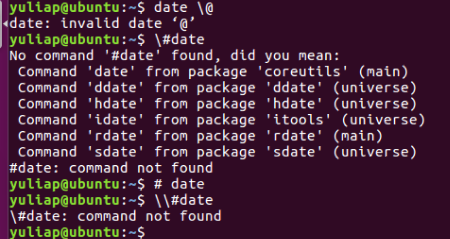 yuliap@ubuntu:~$ date \@
date: invalid date ‘@’
yuliap@ubuntu:~$ \#date
No command '#date' found, did you mean:
 Command 'date' from package 'coreutils' (main)
 Command 'ddate' from package 'ddate' (universe)
 Command 'hdate' from package 'hdate' (universe)
 Command 'idate' from package 'itools' (universe)
 Command 'rdate' from package 'rdate' (main)
 Command 'sdate' from package 'sdate' (universe)
#date: command not found
yuliap@ubuntu:~$ # date
yuliap@ubuntu:~$ \\#date
\#date: command not found
yuliap@ubuntu:~$